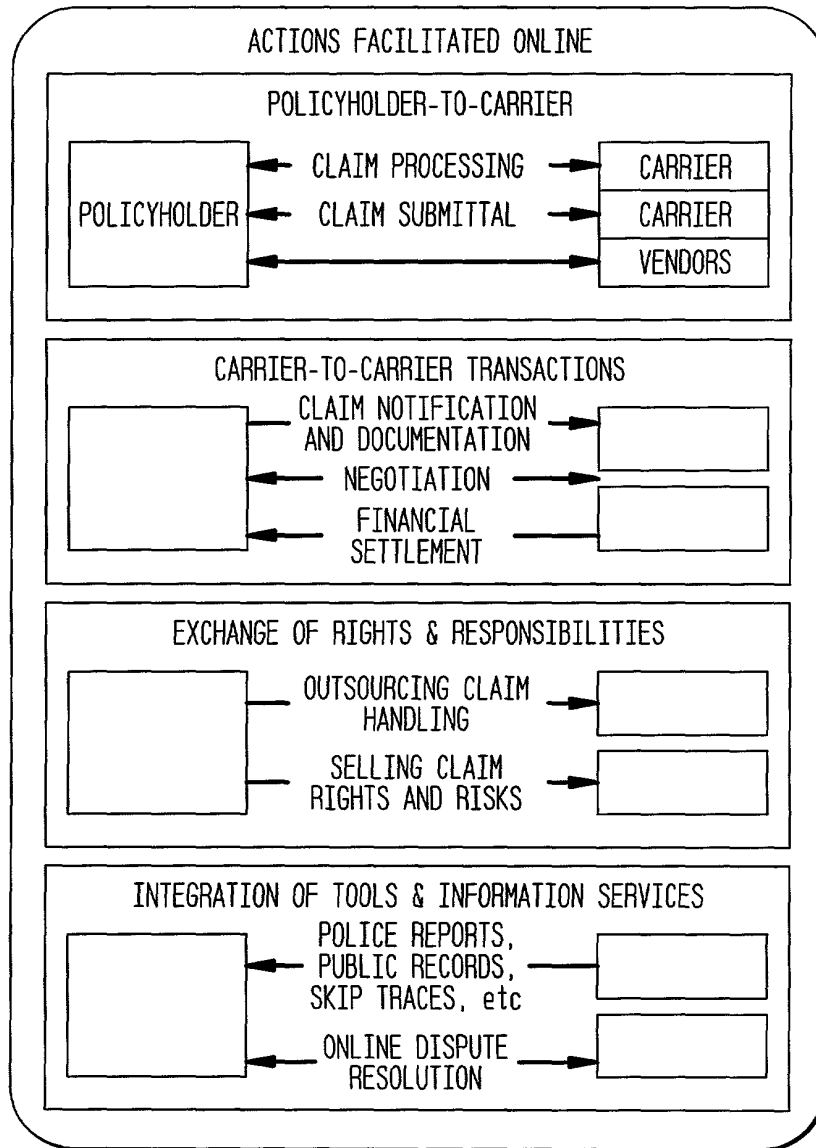 ACTIONS FACILITATED ONLINE
POLICYHOLDER-TO-CARRIER
POLICYHOLDER
CLAIM PROCESSING
CARRIER
CLAIM SUBMITTAL
CARRIER
VENDORS
CARRIER-TO-CARRIER TRANSACTIONS
CLAIM NOTIFICATION
AND DOCUMENTATION
NEGOTIATION
FINANCIAL
SETTLEMENT
EXCHANGE OF RIGHTS & RESPONSIBILITIES
OUTSOURCING CLAIM
HANDLING
SELLING CLAIM
RIGHTS AND RISKS
INTEGRATION OF TOOLS & INFORMATION SERVICES
POLICE REPORTS,
PUBLIC RECORDS,
SKIP TRACES, etc
ONLINE DISPUTE
RESOLUTION